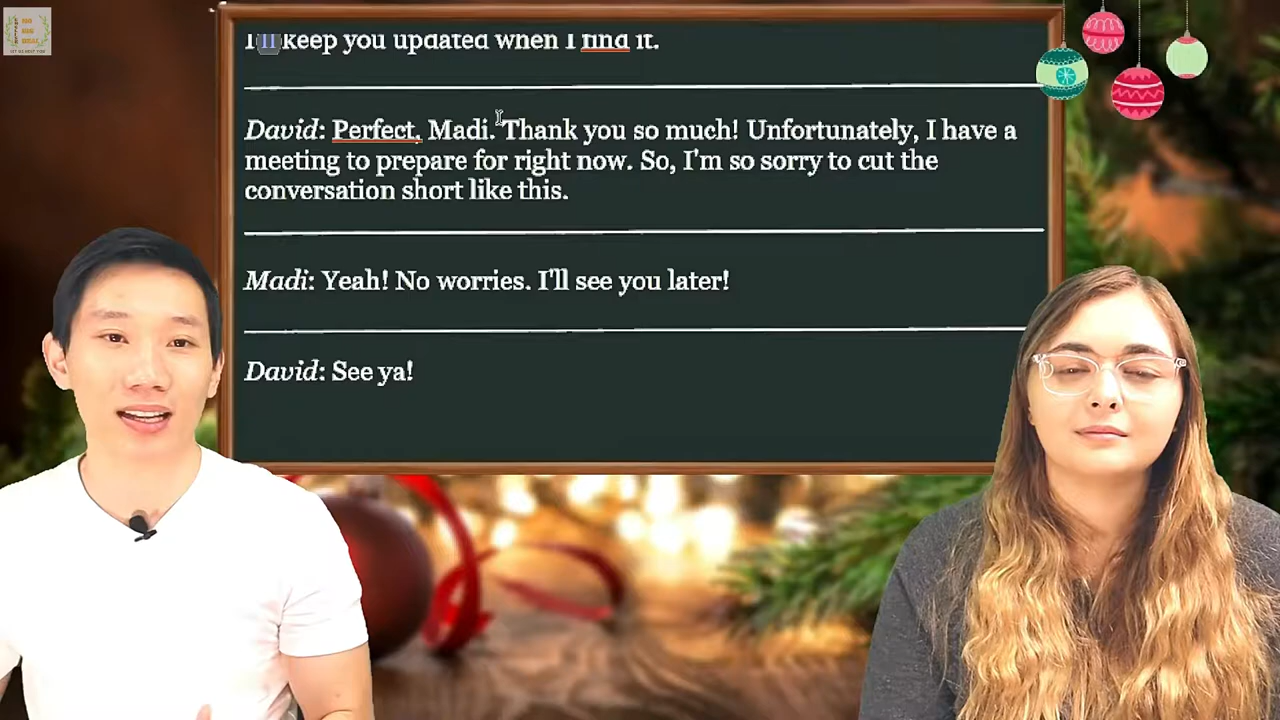 I'll keep you updated when I find it.
David: Perfect, Madi. Thank you so much! Unfortunately, I have a
meeting to prepare for right now. So, I'm so sorry to cut the
conversation short like this.
Madi: Yeah! No worries. I'll see you later!
David: See ya!